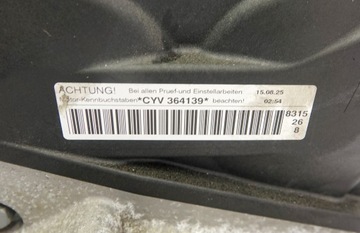 ACHTUNG! Bei allen Pruef-und Einstellarbeiten 15.06.25
Motor-Kennbuchstaben *CYV 364139* beachten! 02:54
8315
26
8